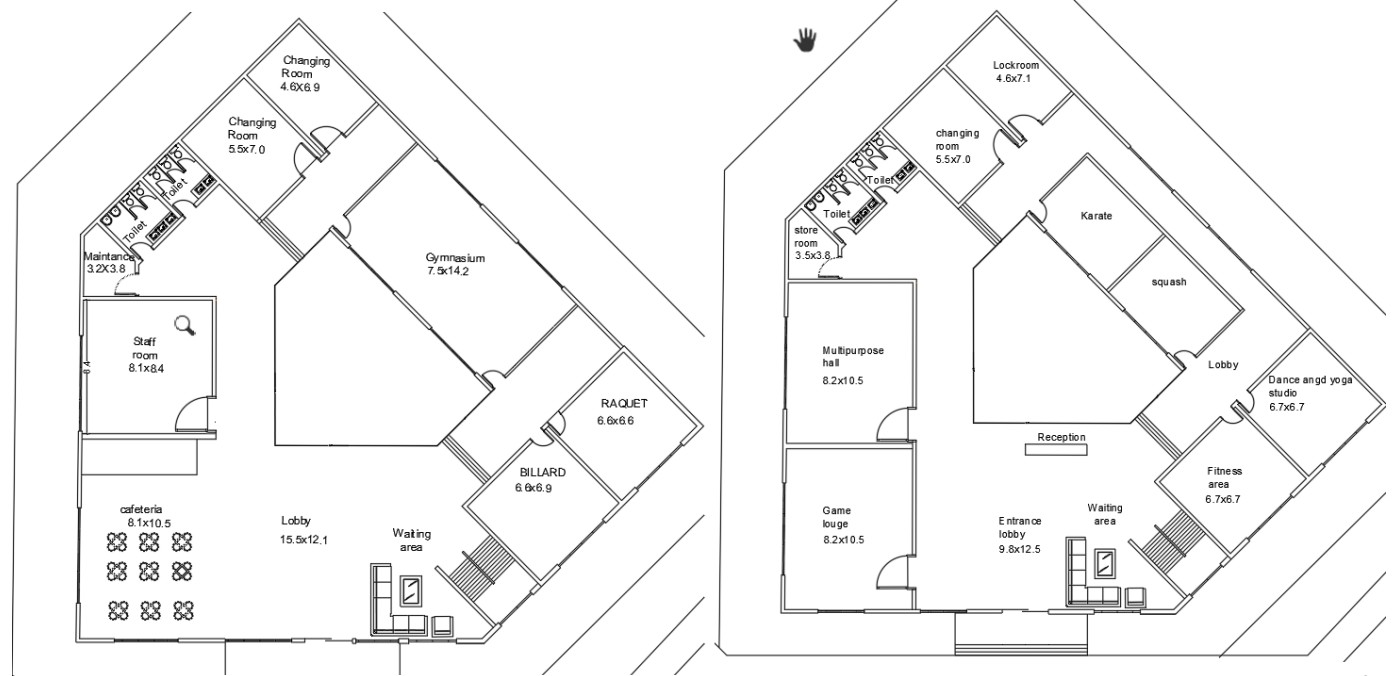 Changing
Room
4.6X6.9
Changing
Room
5.5x7.0
Toilet
Toilet
Maintance
3.2X3.8
Gymnasium
7.5x14.2
Staff
room
8.1x8.4
8.4
RAQUET
6.6x6.6
BILLARD
6.6x6.9
cafeteria
8.1x10.5
Lobby
15.5x12.1
Waiting
area
Lockroom
4.6x7.1
changing
room
5.5x7.0
Toilet
Toilet
store
room
3.5x3.8
Karate
squash
Multipurpose
hall
8.2x10.5
Lobby
Dance angd yoga
studio
6.7x6.7
Reception
Fitness
area
6.7x6.7
Game
louge
8.2x10.5
Entrance
lobby
9.8x12.5
Waiting
area